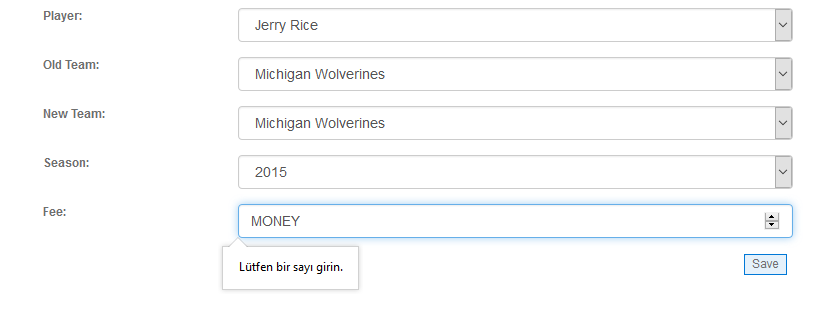 Player:
Jerry Rice
Old Team:
Michigan Wolverines
New Team:
Michigan Wolverines
Season:
2015
Fee:
MONEY
Lütfen bir sayı girin.
Save